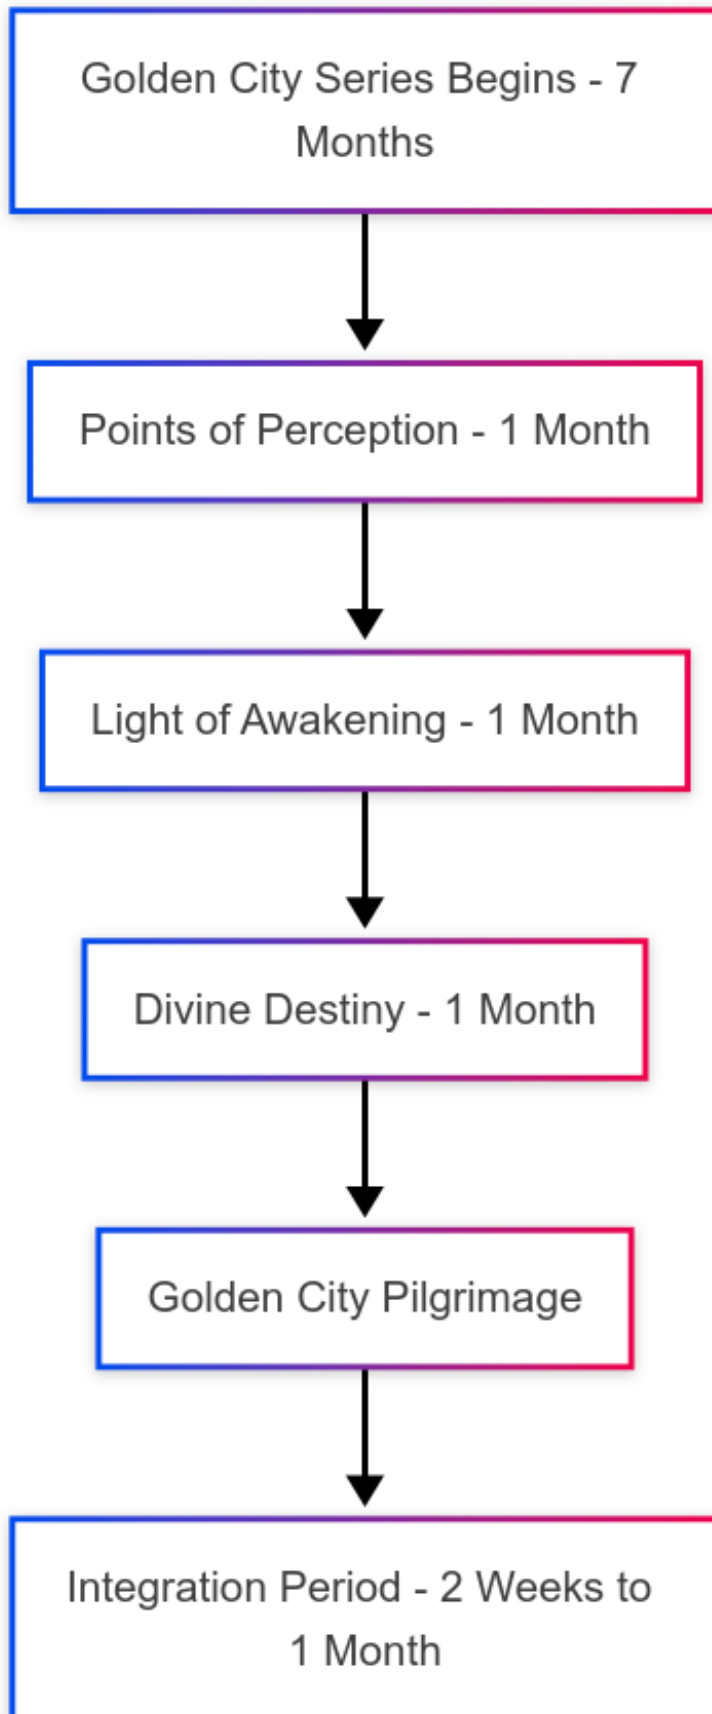 Golden City Series Begins - 7
Months
Points of Perception - 1 Month
Light of Awakening - 1 Month
Divine Destiny - 1 Month
Golden City Pilgrimage
Integration Period - 2 Weeks to
1 Month